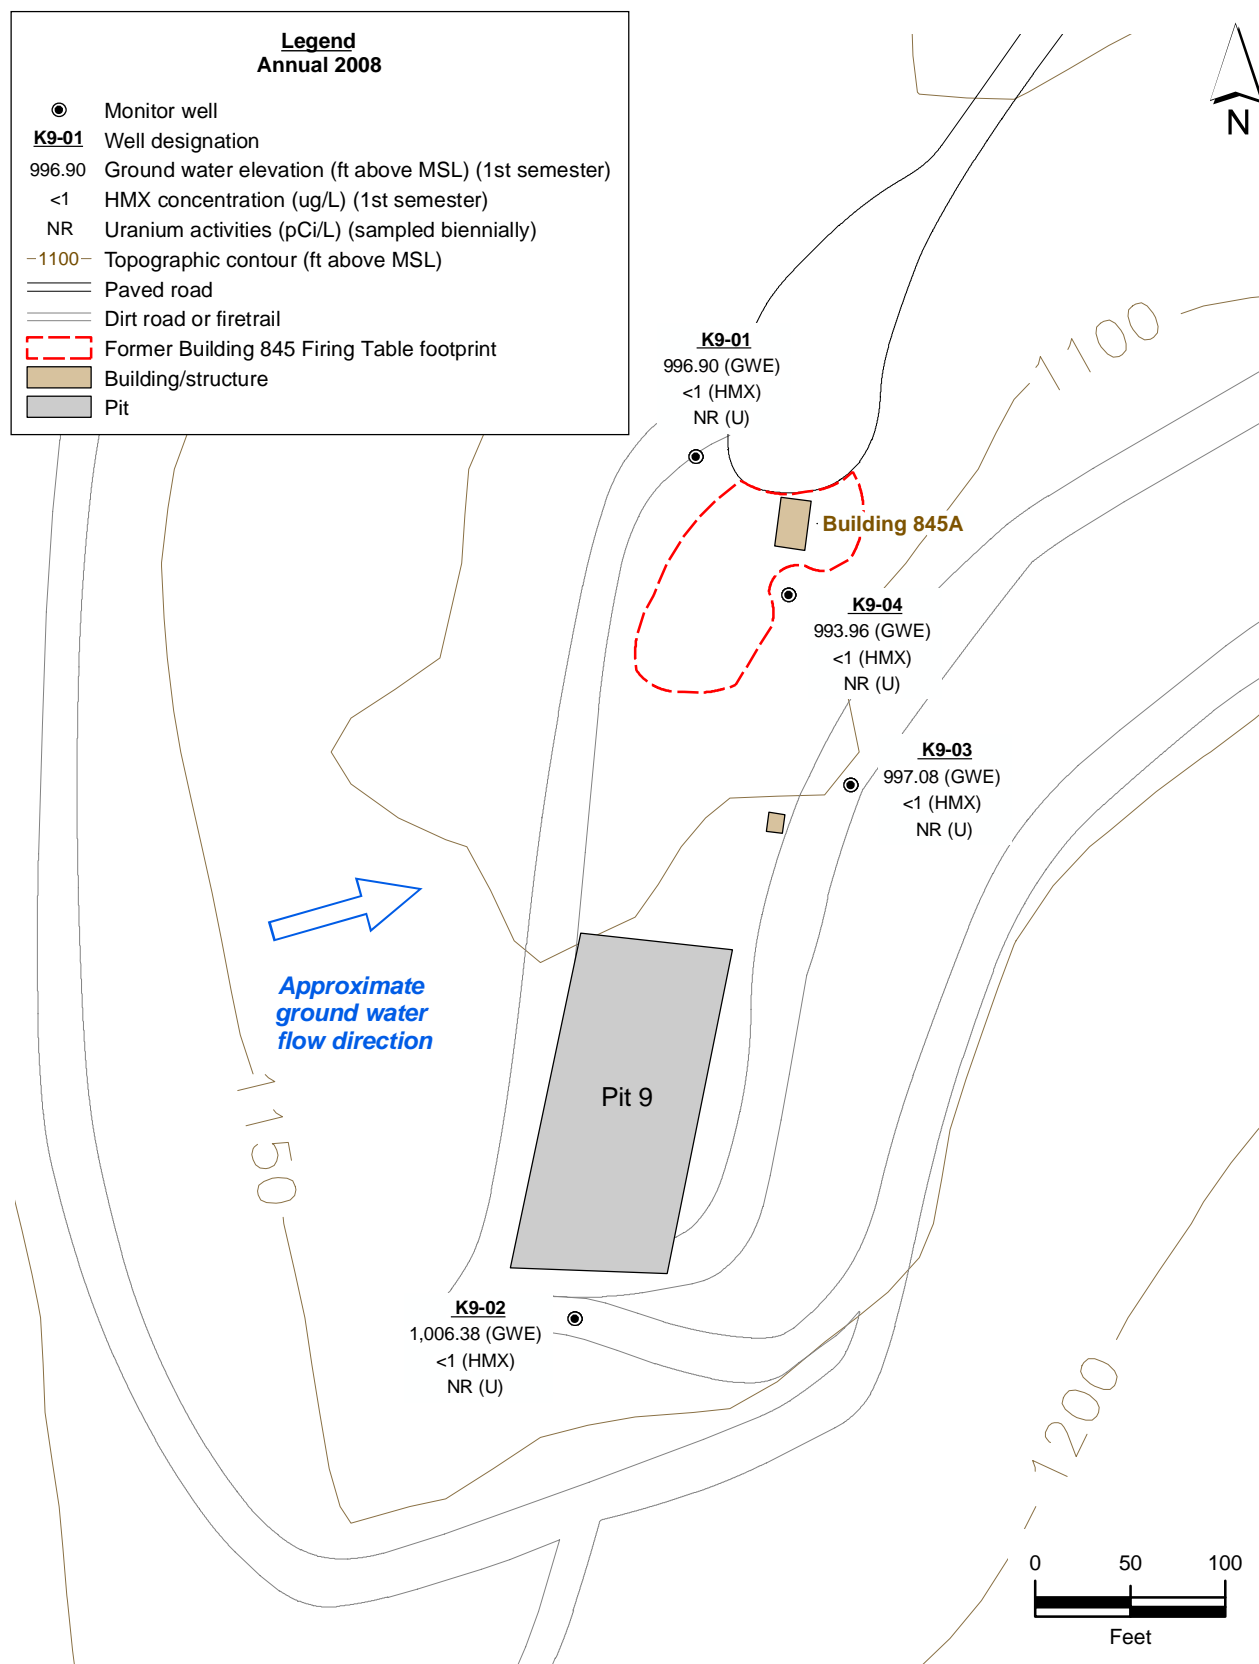 Legend
Annual 2008
Monitor well
K9-01 Well designation
996.90 Ground water elevation (ft above MSL) (1st semester)
<1 HMX concentration (ug/L) (1st semester)
NR Uranium activities (pCi/L) (sampled biennially)
1100 Topographic contour (ft above MSL)
Paved road
Dirt road or firetrail
Former Building 845 Firing Table footprint
Building/structure
Pit
N
1100
K9-01
996.90 (GWE)
<1 (HMX)
NR (U)
Building 845A
K9-04
993.96 (GWE)
<1 (HMX)
NR (U)
K9-03
997.08 (GWE)
<1 (HMX)
NR (U)
Approximate
ground water
flow direction
Pit 9
1150
K9-02
1,006.38 (GWE)
<1 (HMX)
NR (U)
1200
0 50 100
Feet